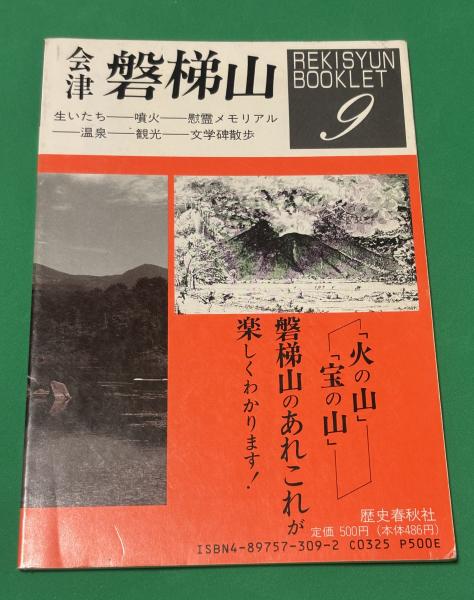 会津 磐梯山
REKISYUN
BOOKLET
9
生いたち──噴火──慰霊メモリアル
──温泉──観光──文学碑散歩
「火の山」
「宝の山」
磐梯山のあれこれが
楽しくわかります!
歴史春秋社
定価 500円(本体486円)
ISBN4-89757-309-2 C0325 P500E